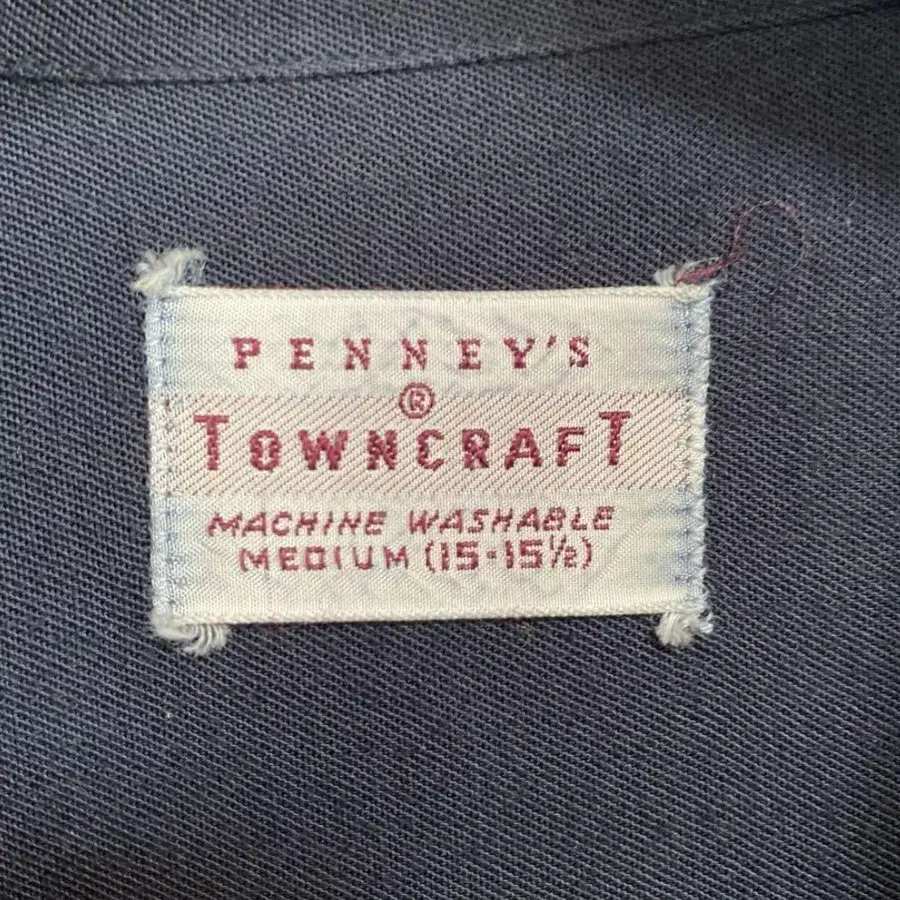 PENNEY'S
®
TOWNCRAFT
MACHINE WASHABLE
MEDIUM (15-15½)